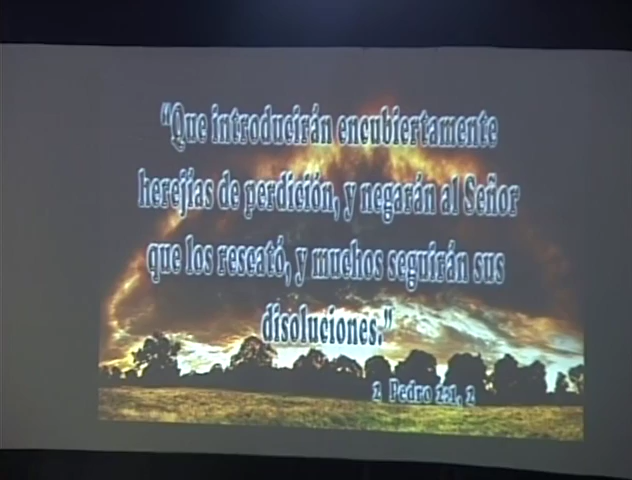 “Que introducirán encubiertamente
herejías de perdición, y negarán al Señor
que los rescató, y muchos seguirán sus
disoluciones.”
2 Pedro 2:1, 2